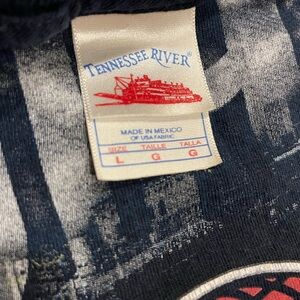 TENNESSEE RIVER®
MADE IN MEXICO
OF USA FABRIC
SIZE TAILLE TALLA
L G G